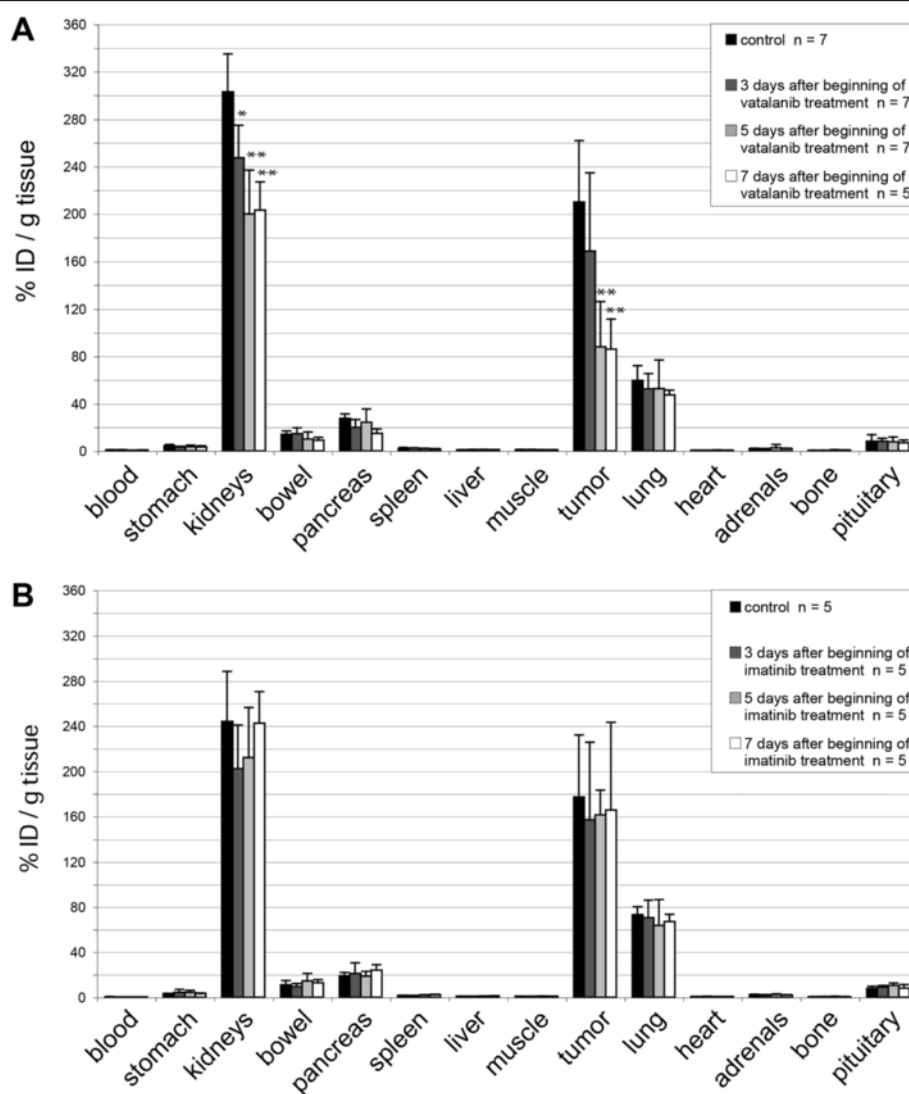 A
% ID / g tissue
360
320
280
240
200
160
120
80
40
0
control n = 7
3 days after beginning of
vatalanib treatment n = 7
5 days after beginning of
vatalanib treatment n = 7
7 days after beginning of
vatalanib treatment n = 5
*
**
**
**
**
blood
stomach
kidneys
bowel
pancreas
spleen
liver
muscle
tumor
lung
heart
adrenals
bone
pituitary
B
% ID / g tissue
360
320
280
240
200
160
120
80
40
0
control n = 5
3 days after beginning of
imatinib treatment n = 5
5 days after beginning of
imatinib treatment n = 5
7 days after beginning of
imatinib treatment n = 5
blood
stomach
kidneys
bowel
pancreas
spleen
liver
muscle
tumor
lung
heart
adrenals
bone
pituitary